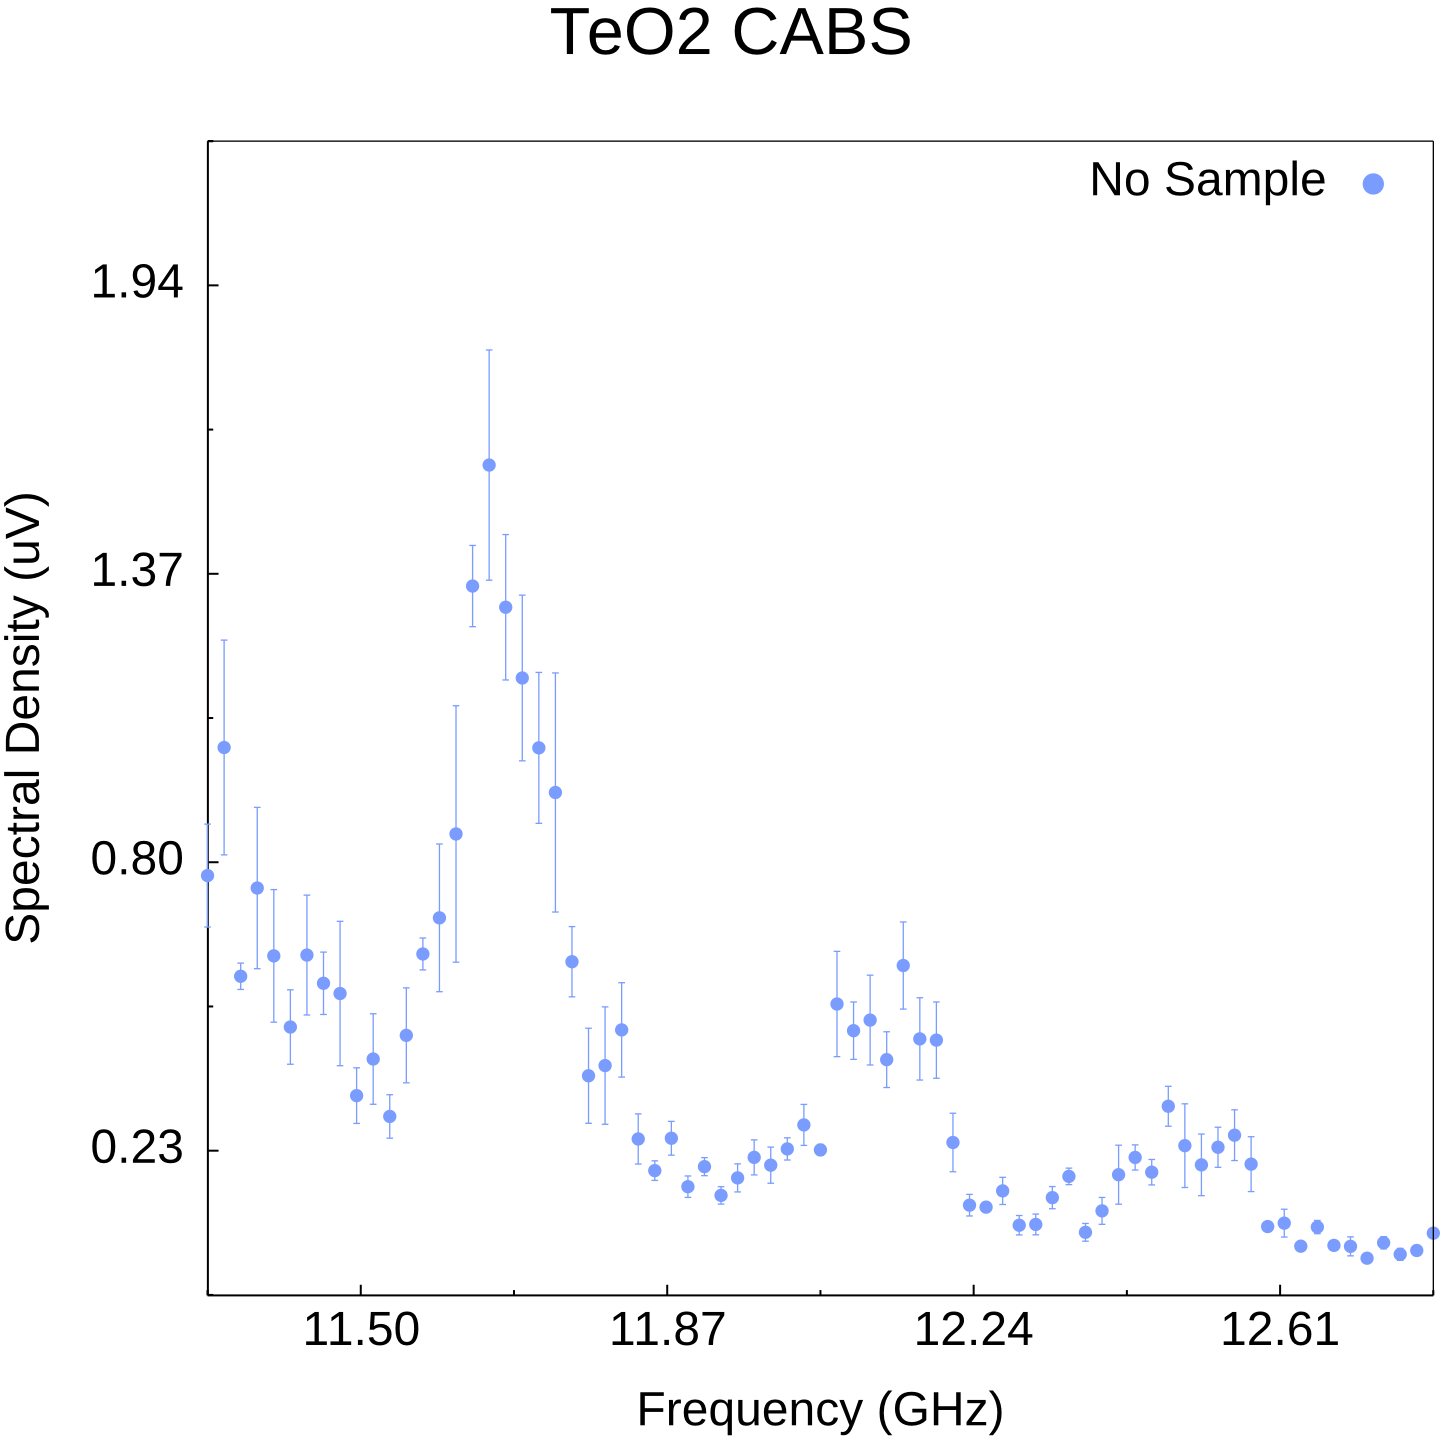 TeO2 CABS
No Sample
Spectral Density (uV)
1.94
1.37
0.80
0.23
11.50
11.87
12.24
12.61
Frequency (GHz)